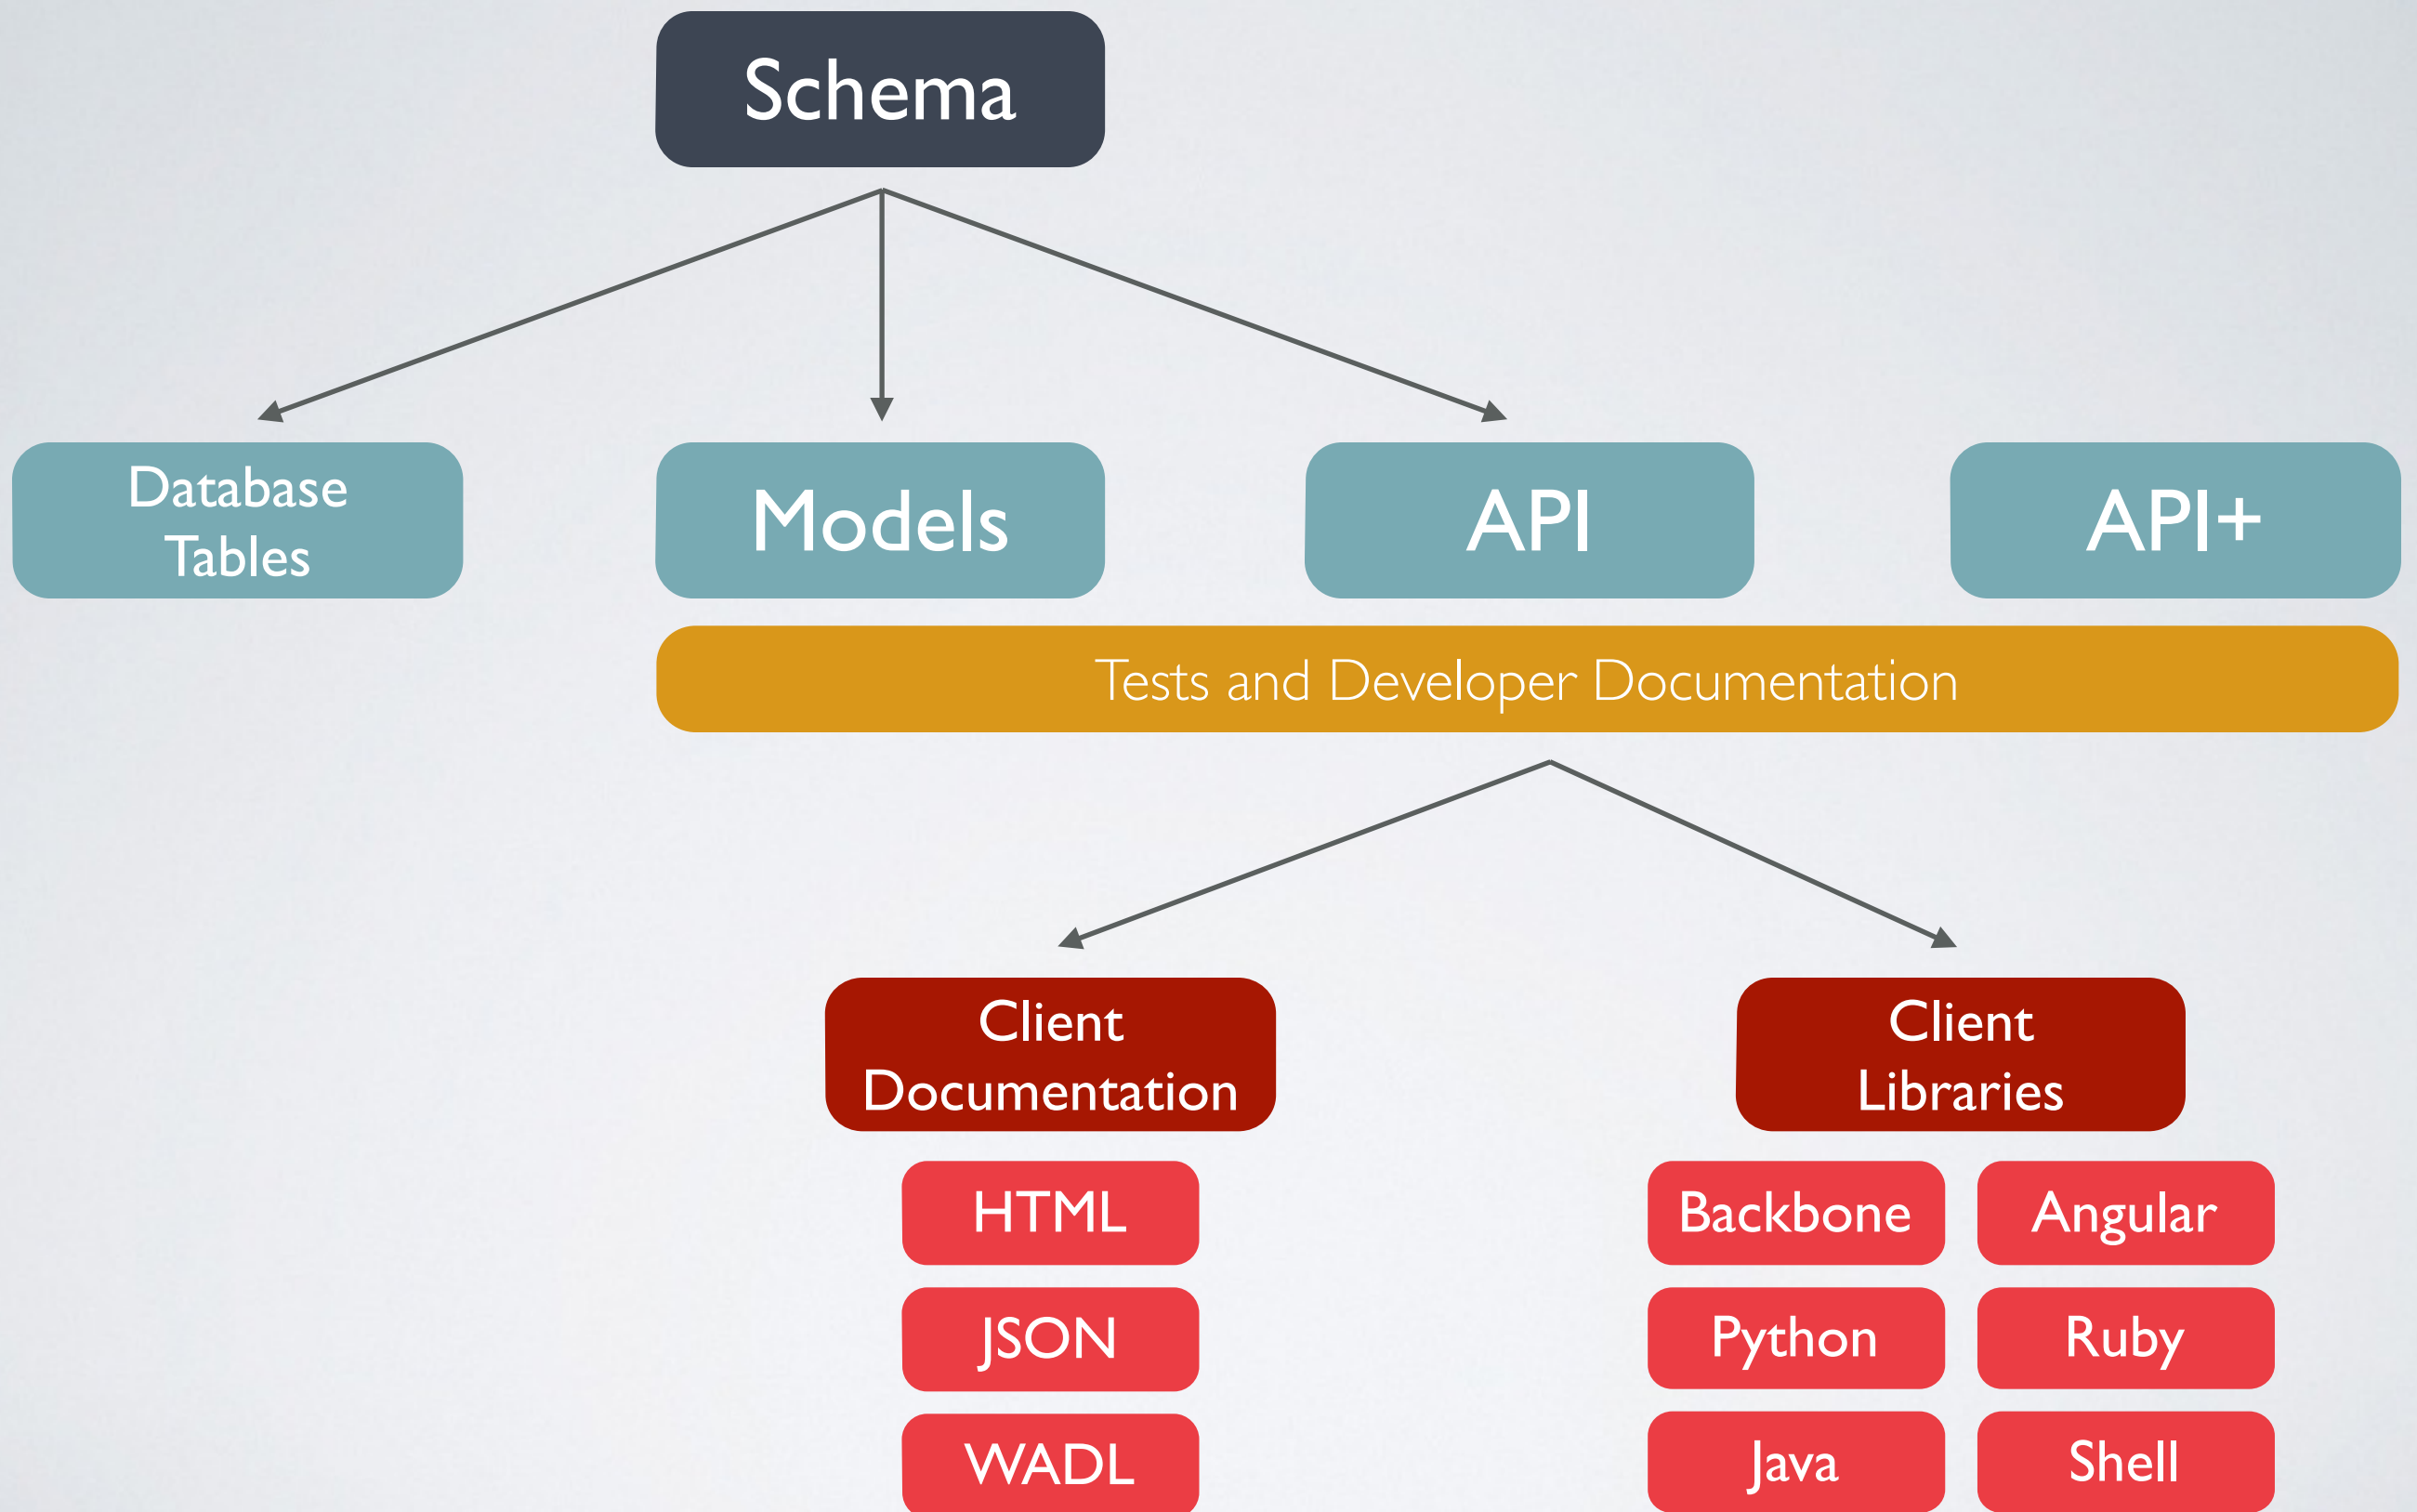 Schema
Database
Tables
Models
API
API+
Tests and Developer Documentation
Client
Documentation
Client
Libraries
HTML
Backbone
Angular
JSON
Python
Ruby
WADL
Java
Shell